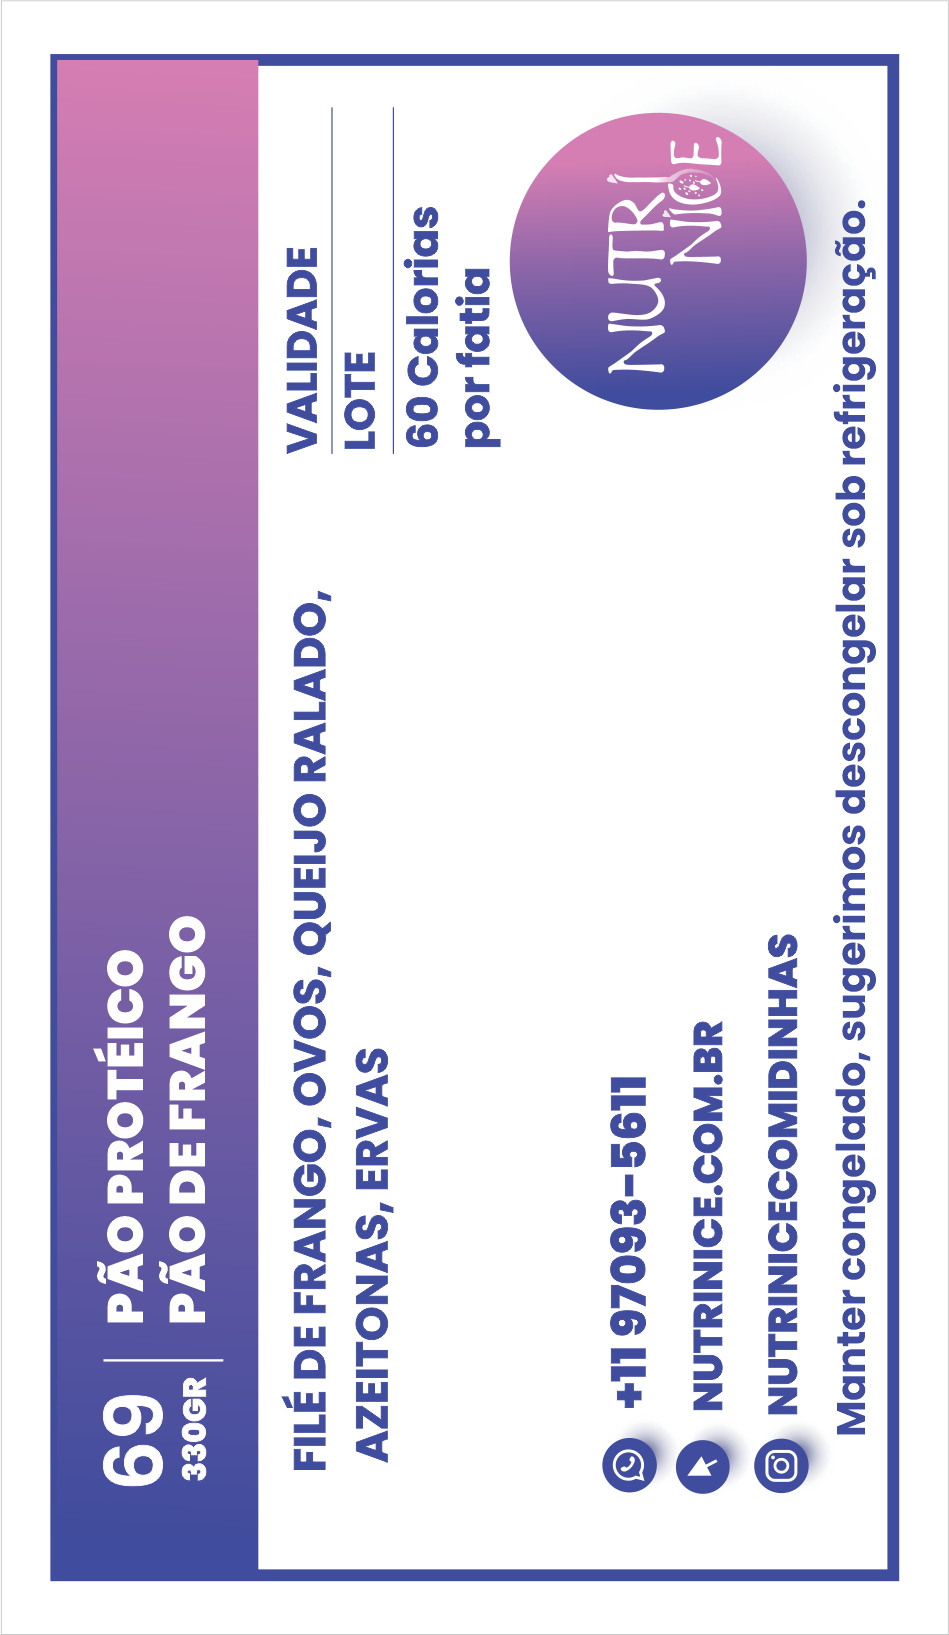 69
330GR
PÃO PROTÉICO
PÃO DE FRANGO
FILÉ DE FRANGO, OVOS, QUEIJO RALADO,
AZEITONAS, ERVAS
VALIDADE
LOTE
60 Calorias
por fatia
NUTRI
NICE
+11 97093-5611
NUTRINICE.COM.BR
NUTRINICECOMIDINHAS
Manter congelado, sugerimos descongelar sob refrigeração.